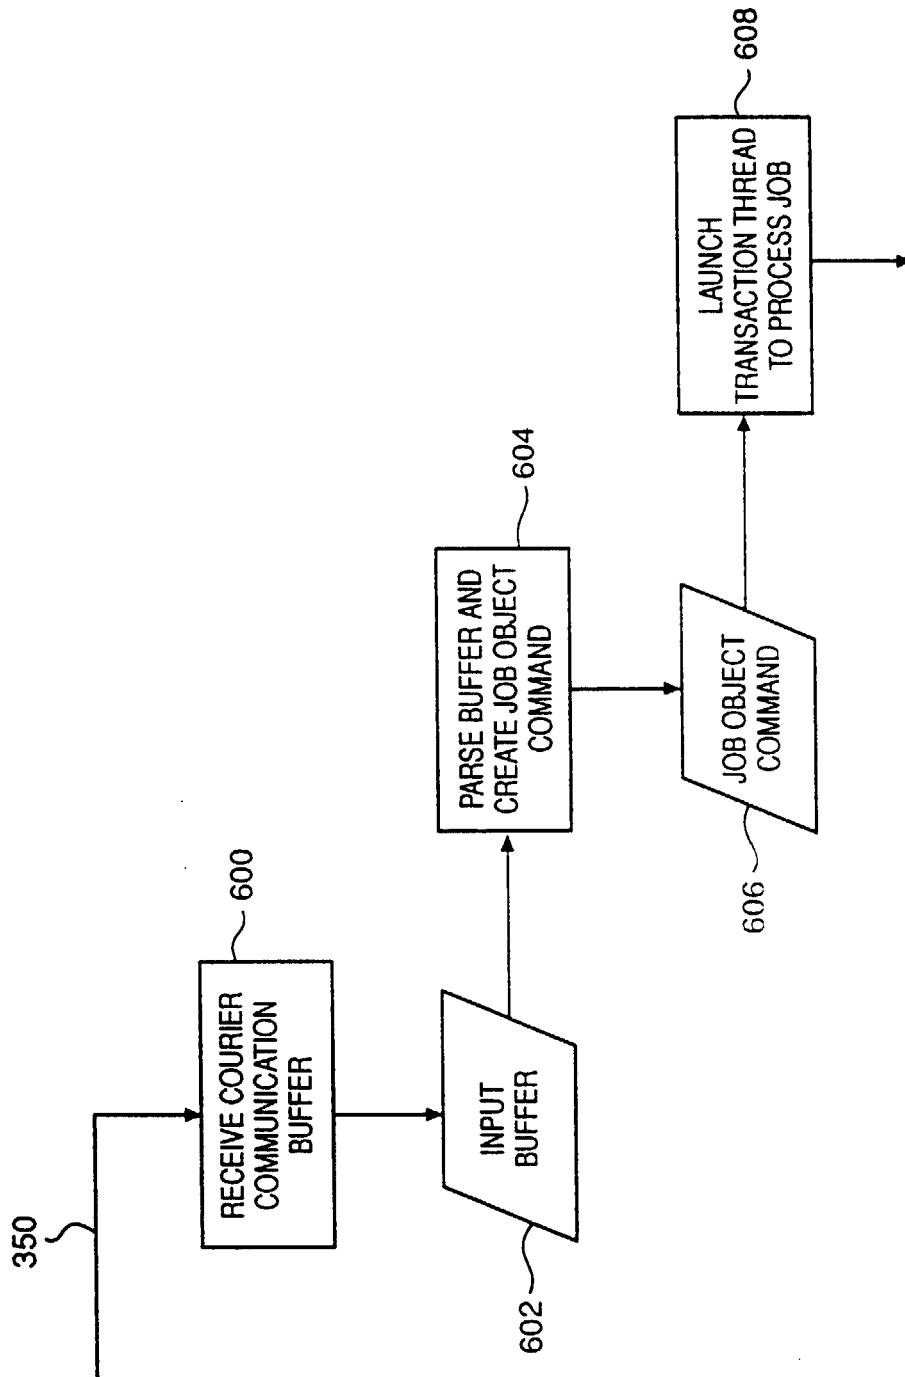 350
RECEIVE COURIER
COMMUNICATION
BUFFER
600
INPUT
BUFFER
602
PARSE BUFFER AND
CREATE JOB OBJECT
COMMAND
604
JOB OBJECT
COMMAND
606
LAUNCH
TRANSACTION THREAD
TO PROCESS JOB
608